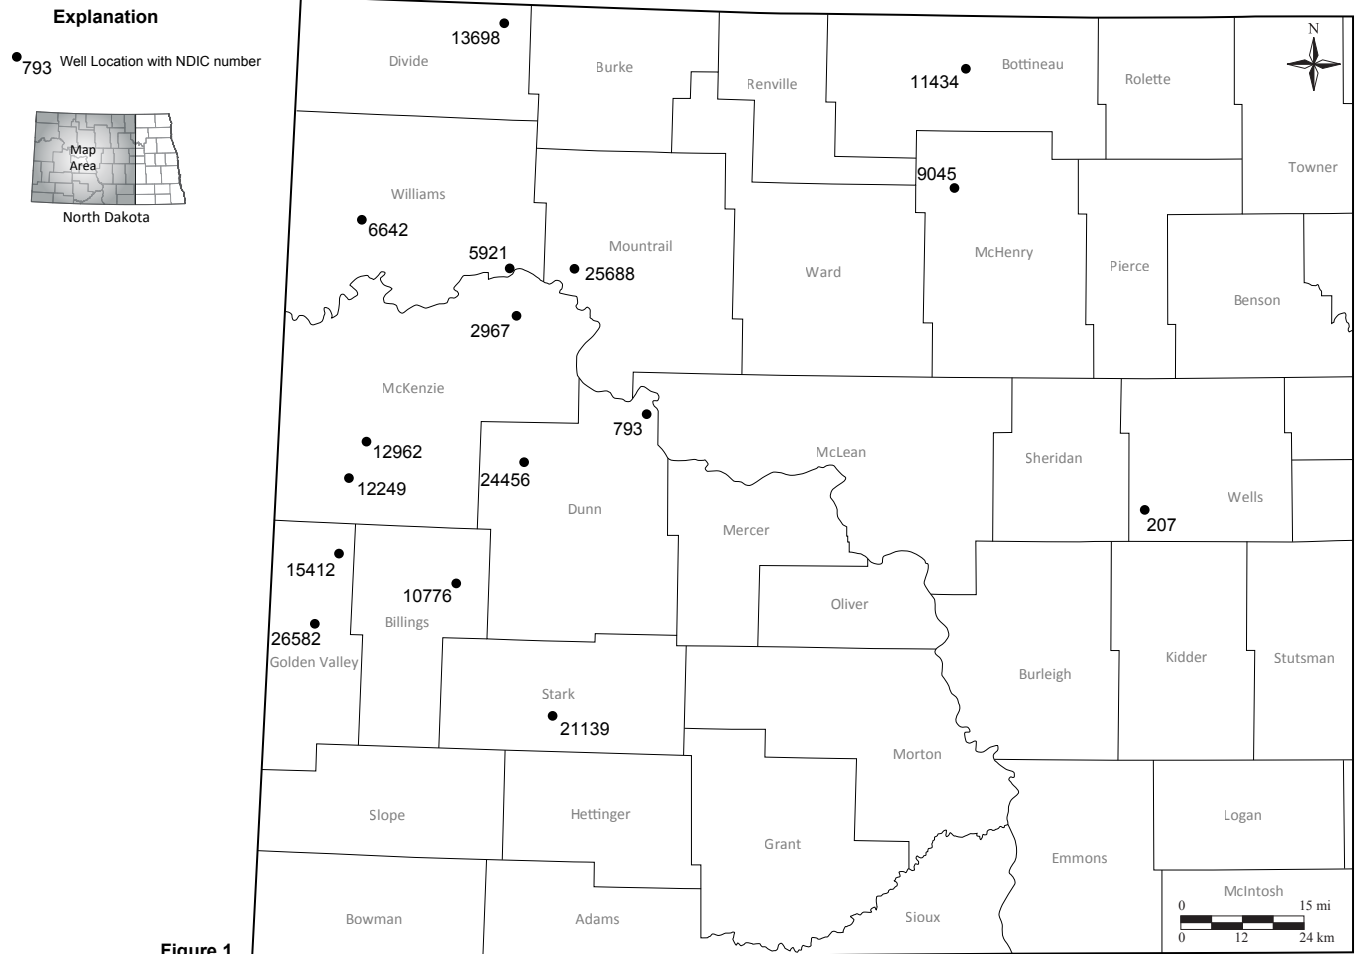 Explanation
793 Well Location with NDIC number
Map
Area
North Dakota
N
13698
Divide
Burke
Renville
11434
Bottineau
Rolette
Towner
9045
Williams
6642
5921
Mountrail
25688
Ward
McHenry
Pierce
Benson
2967
McKenzie
793
12962
McLean
Sheridan
24456
12249
Dunn
Wells
207
Mercer
15412
10776
Oliver
Billings
26582
Golden Valley
Kidder
Stutsman
Burleigh
Stark
21139
Morton
Slope
Hettinger
Logan
Grant
Emmons
McIntosh
Bowman
Adams
Sioux
0 15 mi
0 12 24 km
Figure 1